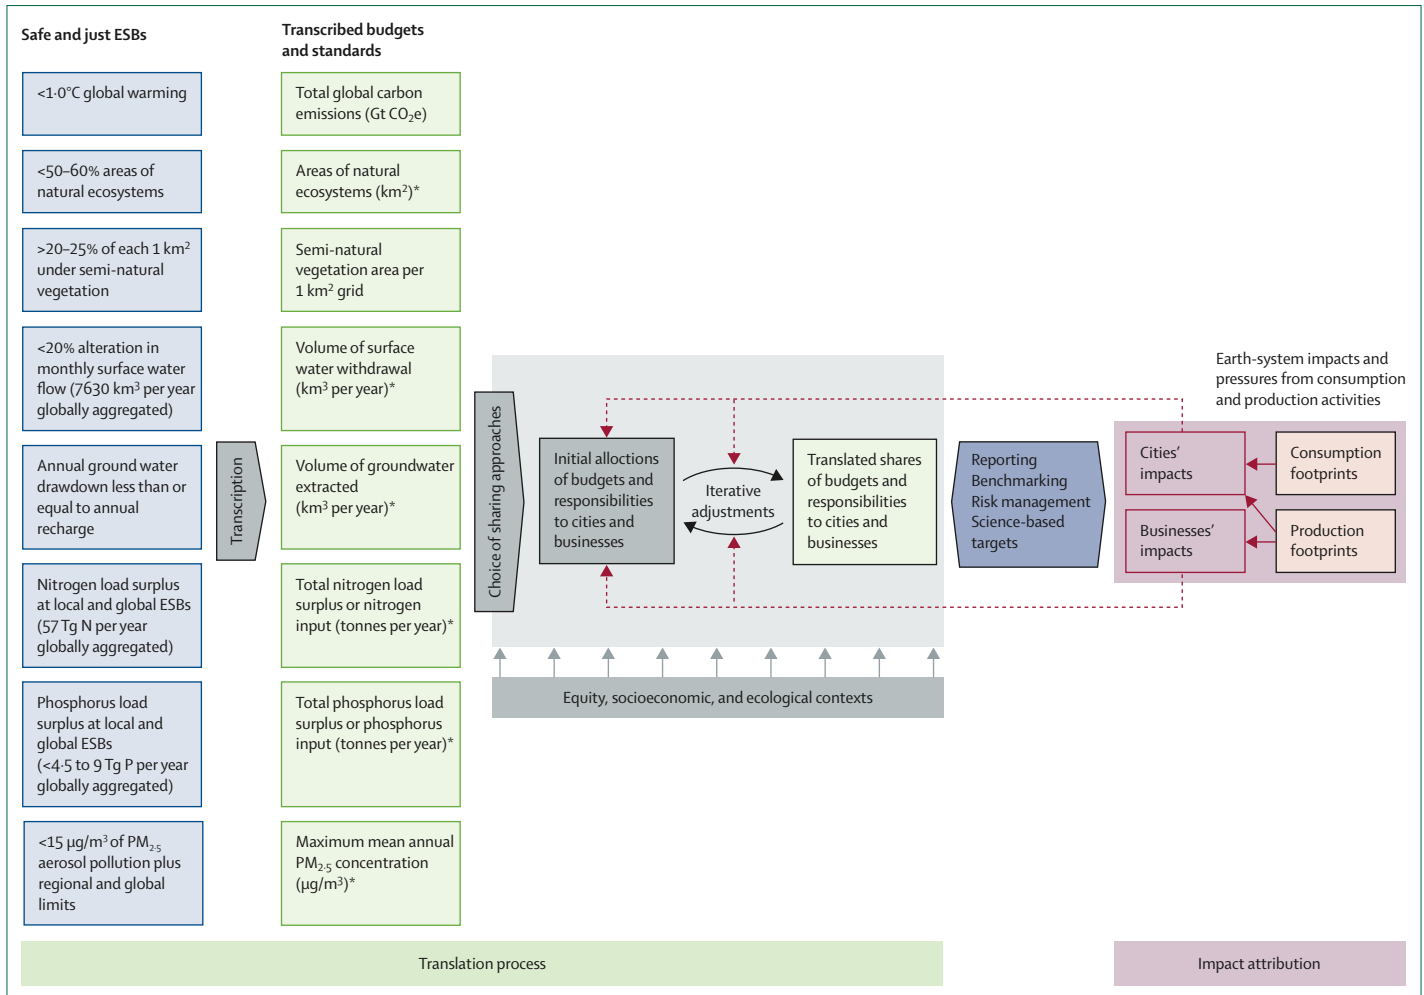 Safe and just ESBs
<1·0°C global warming
<50–60% areas of
natural ecosystems
>20–25% of each 1 km²
under semi-natural
vegetation
<20% alteration in
monthly surface water
flow (7630 km³ per year
globally aggregated)
Annual ground water
drawdown less than or
equal to annual
recharge
Nitrogen load surplus
at local and global ESBs
(57 Tg N per year
globally aggregated)
Phosphorus load
surplus at local and
global ESBs
(<4·5 to 9 Tg P per year
globally aggregated)
<15 µg/m³ of PM₂·₅
aerosol pollution plus
regional and global
limits
Transcription
Transcribed budgets
and standards
Total global carbon
emissions (Gt CO₂e)
Areas of natural
ecosystems (km²)*
Semi-natural
vegetation area per
1 km² grid
Volume of surface
water withdrawal
(km³ per year)*
Volume of groundwater
extracted
(km³ per year)*
Total nitrogen load
surplus or nitrogen
input (tonnes per year)*
Total phosphorus load
surplus or phosphorus
input (tonnes per year)*
Maximum mean annual
PM₂·₅ concentration
(µg/m³)*
Choice of sharing approaches
Initial alloctions
of budgets and
responsibilities
to cities and
businesses
Iterative
adjustments
Translated shares
of budgets and
responsibilities
to cities and
businesses
Equity, socioeconomic, and ecological contexts
Reporting
Benchmarking
Risk management
Science-based
targets
Earth-system impacts and
pressures from consumption
and production activities
Cities'
impacts
Consumption
footprints
Businesses'
impacts
Production
footprints
Translation process
Impact attribution